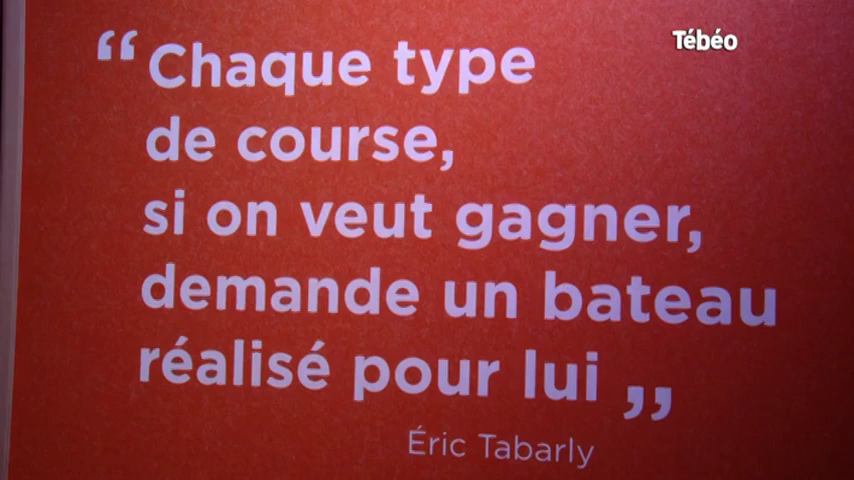 Tébéo
“ Chaque type
de course,
si on veut gagner,
demande un bateau
réalisé pour lui ”
Éric Tabarly